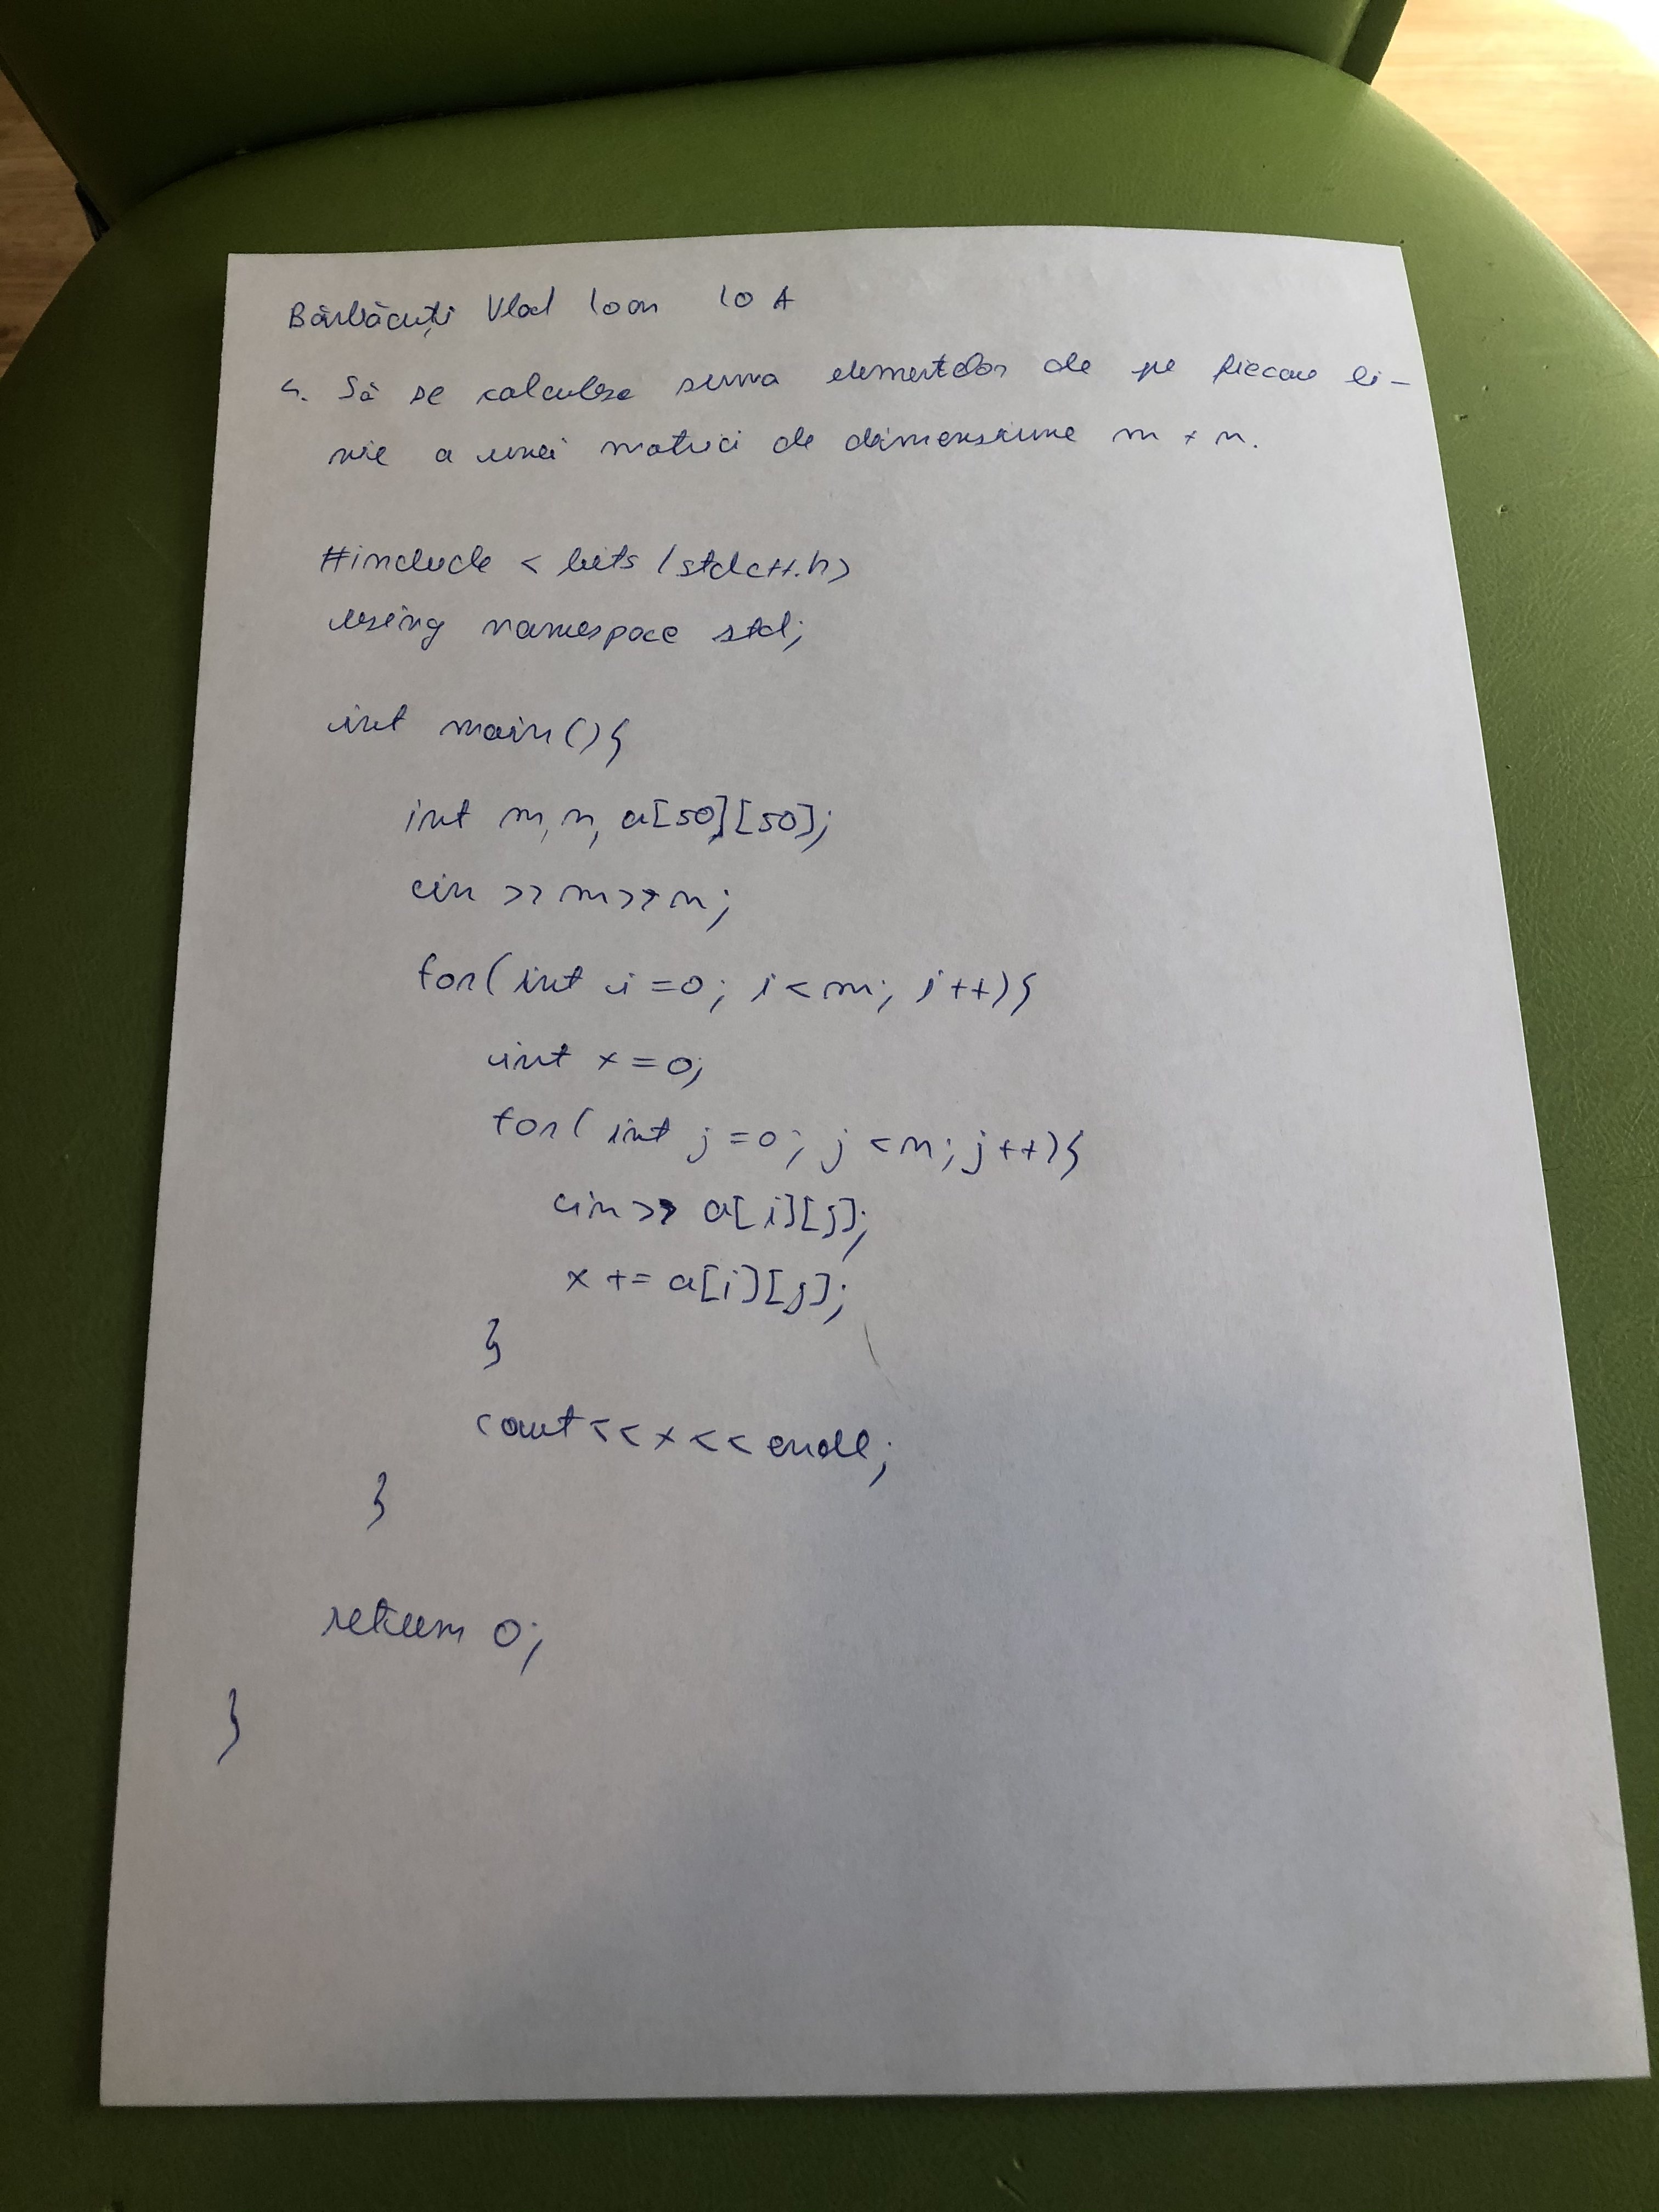 Bărbăcuți Vlad Ioan 10 A
4. Să se calculeze suma elementelor de pe fiecare li-
nie a unei matrici de dimensiune m * n.
#include < bits/stdc++.h>
using namespace std;
int main(){
int m, n, a[50][50];
cin >> m >> n;
for(int i=0; i<m; i++){
int x=0;
for( int j=0; j<n; j++){
cin>> a[i][j];
x += a[i][j];
}
cout<<x<<endl;
}
return 0;
}